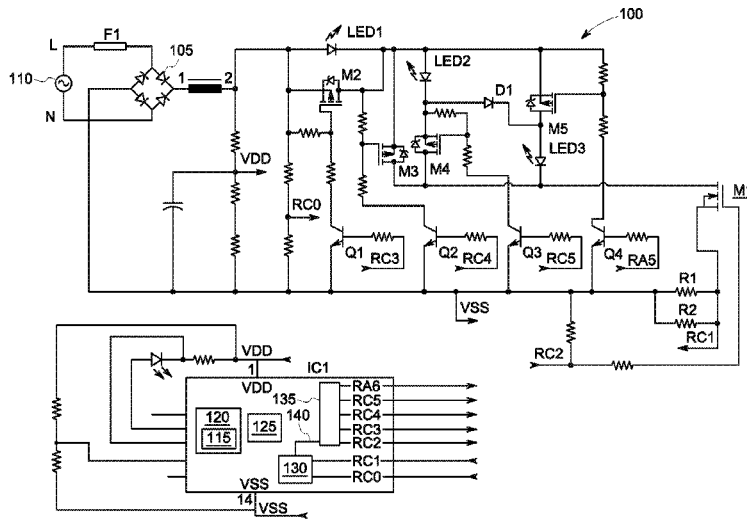 100
L
F1
105
LED1
110
1
2
M2
LED2
D1
N
M5
M3
M4
LED3
VDD
RC0
Q1
RC3
Q2
RC4
Q3
RC5
Q4
RA5
R1
R2
RC1
VSS
RC2
VDD
1
IC1
VDD
135
140
120
115
125
130
RA6
RC5
RC4
RC3
RC2
RC1
RC0
VSS
14
VSS